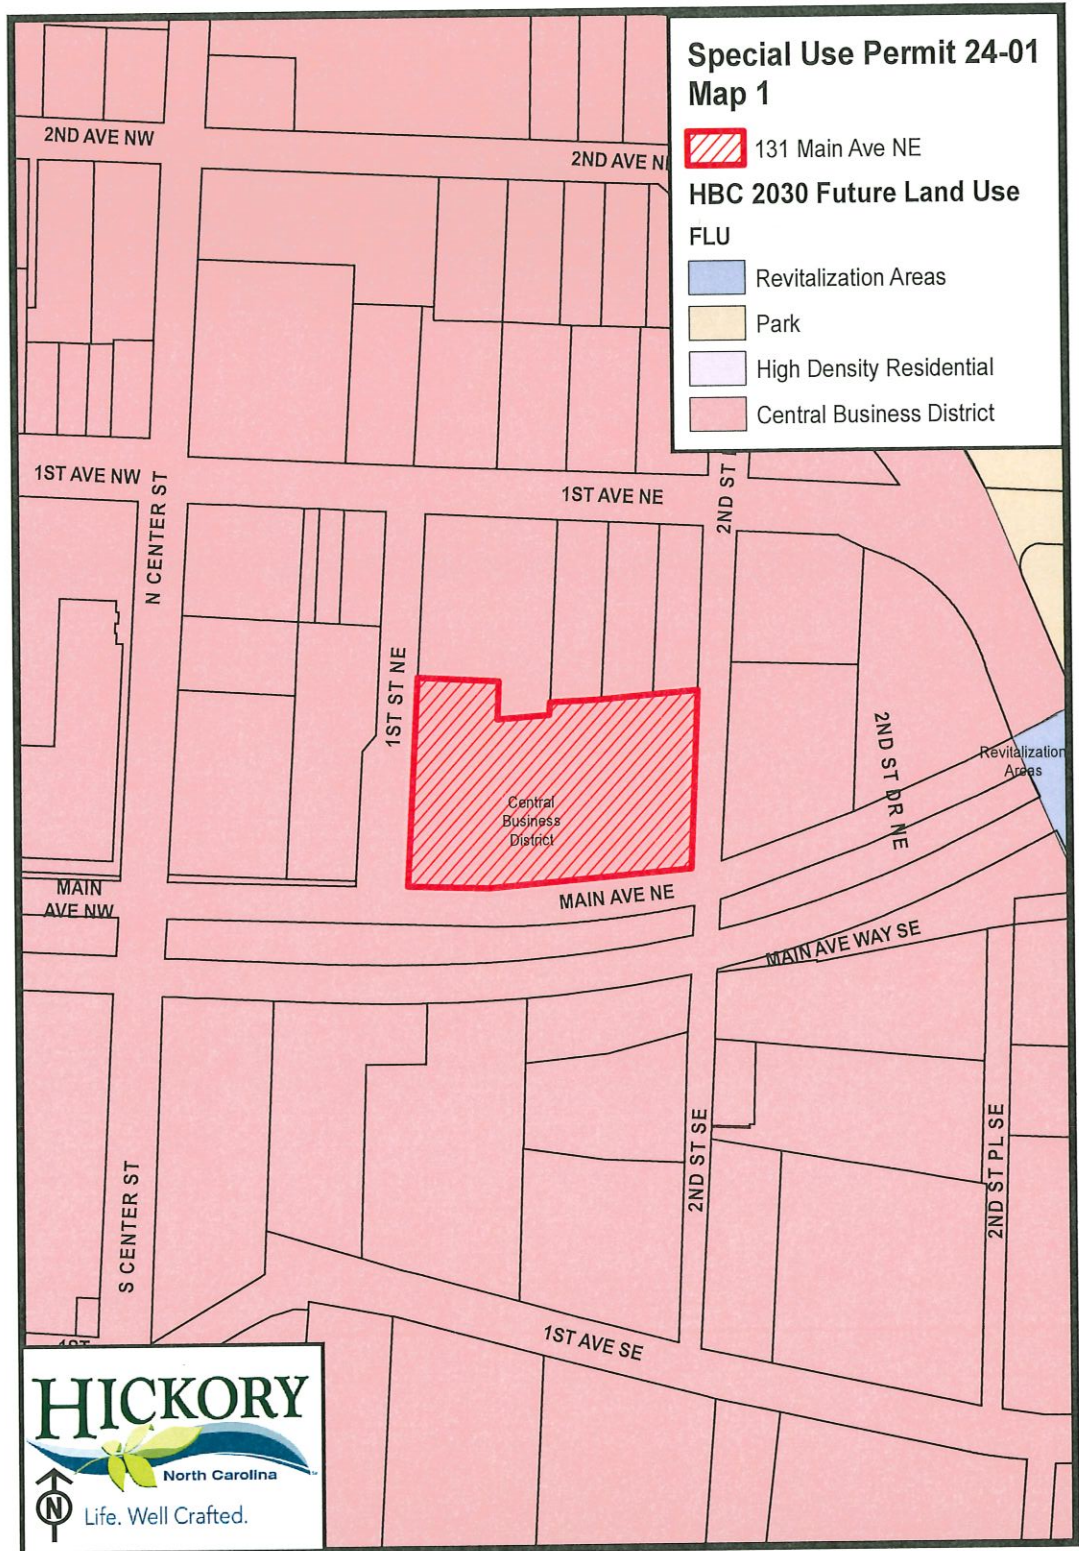 Special Use Permit 24-01
Map 1
131 Main Ave NE
HBC 2030 Future Land Use
FLU
Revitalization Areas
Park
High Density Residential
Central Business District
2ND AVE NW
2ND AVE NE
1ST AVE NW
N CENTER ST
1ST AVE NE
2ND ST
1ST ST NE
2ND ST DR NE
Revitalization
Areas
Central
Business
District
MAIN
AVE NW
MAIN AVE NE
MAIN AVE WAY SE
S CENTER ST
2ND ST SE
2ND ST PL SE
1ST AVE SE
1ST
HICKORY
North Carolina
N
Life. Well Crafted.